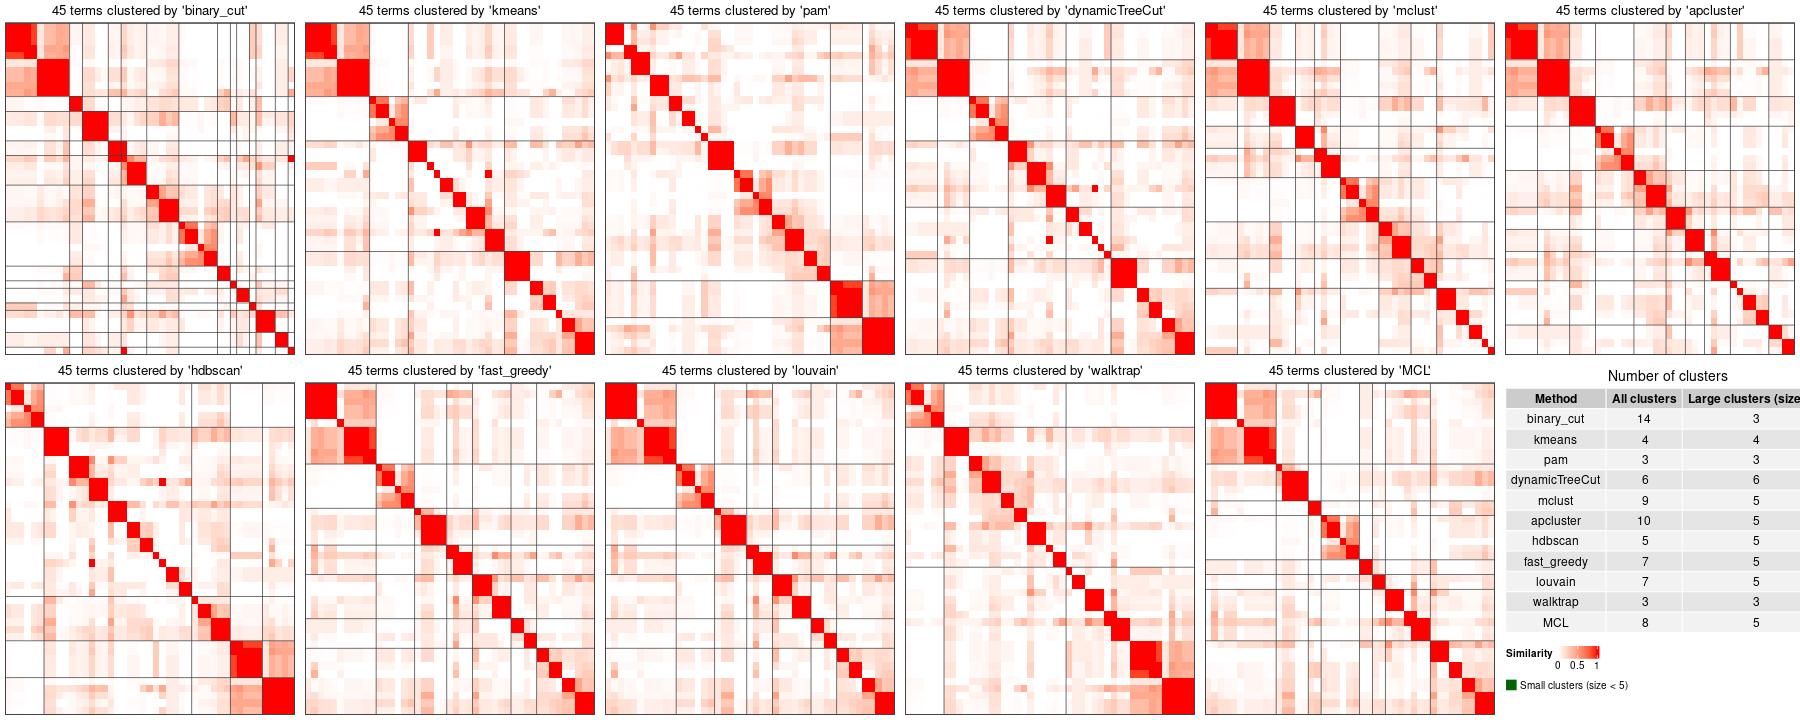 45 terms clustered by 'binary_cut'
45 terms clustered by 'kmeans'
45 terms clustered by 'pam'
45 terms clustered by 'dynamicTreeCut'
45 terms clustered by 'mclust'
45 terms clustered by 'apcluster'
45 terms clustered by 'hdbscan'
45 terms clustered by 'fast_greedy'
45 terms clustered by 'louvain'
45 terms clustered by 'walktrap'
45 terms clustered by 'MCL'
Number of clusters
Method All clusters Large clusters (size
binary_cut 14 3
kmeans 4 4
pam 3 3
dynamicTreeCut 6 6
mclust 9 5
apcluster 10 5
hdbscan 5 5
fast_greedy 7 5
louvain 7 5
walktrap 3 3
MCL 8 5
Similarity
0 0.5 1
Small clusters (size < 5)